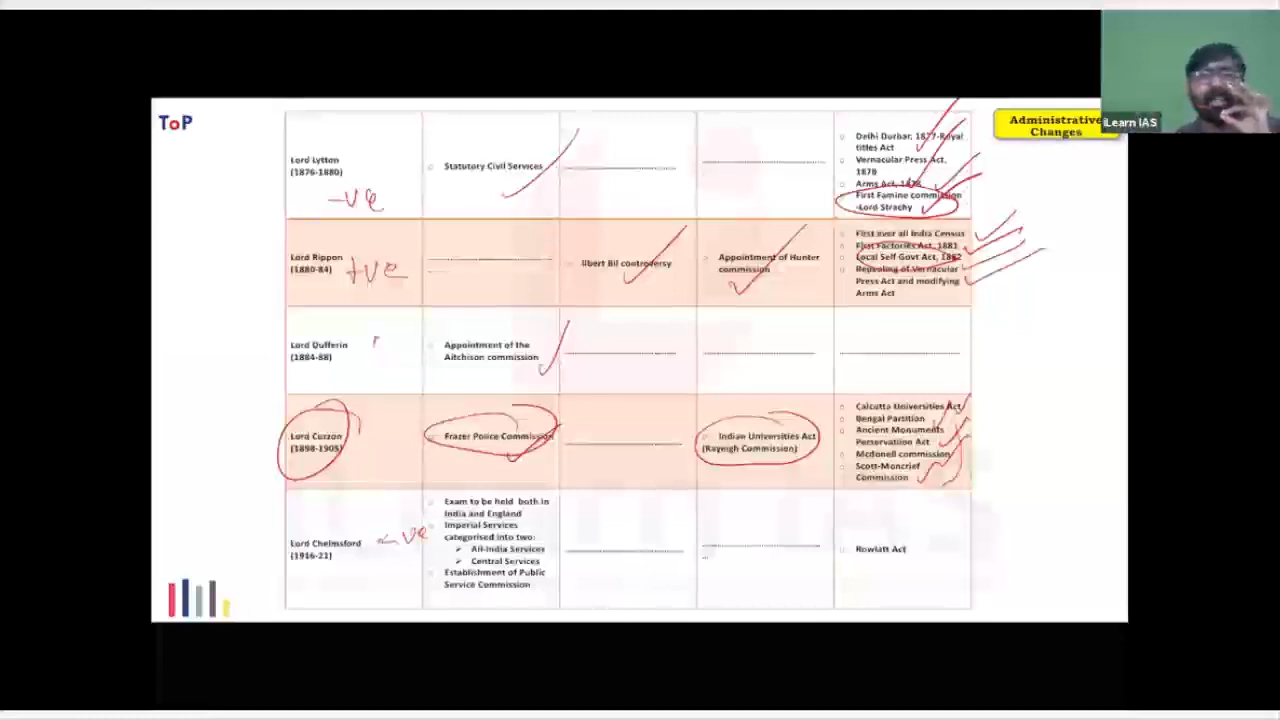 ToP
Administrative
Changes
iLearn IAS
Lord Lytton
(1876-1880)
-ve
Statutory Civil Services
Delhi Durbar, 1877-Royal
titles Act
Vernacular Press Act,
1878
Arms Act, 1878
First Famine commission
-Lord Strachy
Lord Rippon
(1880-84)
+ve
Ilbert Bil controversy
Appointment of Hunter
commission
First ever all India Census
First Factories Act, 1881
Local Self Govt Act, 1882
Repealing of Vernacular
Press Act and modifying
Arms Act
Lord Dufferin
(1884-88)
Appointment of the
Aitchison commission
Lord Curzon
(1898-1905)
Frazer Police Commission
Indian Universities Act
(Rayeigh Commission)
Calcutta Universities Act
Bengal Partition
Ancient Monuments
Perservatiion Act
Mcdonell commission
Scott-Moncrief
Commission
Lord Chelmsford
(1916-21)
-ve
Exam to be held both in
India and England
Imperial Services
categorised into two:
All-India Services
Central Services
Establishment of Public
Service Commission
Rowlatt Act